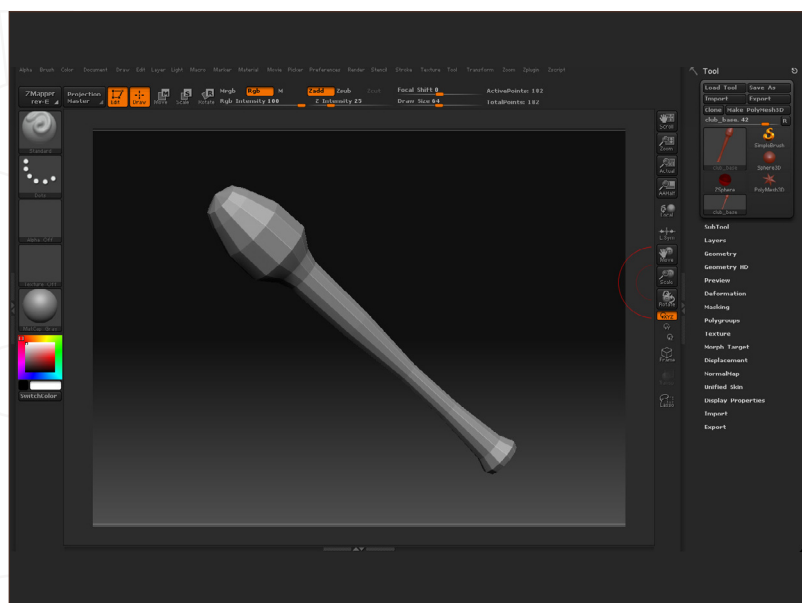 Alpha Brush Color Document Draw Edit Layer Light Macro Marker Material Movie Picker Preferences Render Stencil Stroke Texture Tool Transform Zoom Zplugin Zscript
Tool
ZMapper
rev-E
Projection
Master
Edit
Draw
Move
Scale
Rotate
Mrgb Rgb M
Rgb Intensity 100
Zadd Zsub Zcut
Z Intensity 25
Focal Shift 0
Draw Size 64
ActivePoints: 182
TotalPoints: 182
Load Tool Save As
Import Export
Clone Make PolyMesh3D
club_base. 42 R
club_base
SimpleBrush
Sphere3D
ZSphere
PolyMesh3D
club_base
Standard
Dots
Alpha Off
Texture Off
SwitchColor
Scroll
Zoom
Actual
AAHalf
Local
L.Sym
Move
Scale
Rotate
Frame
Lasso
SubTool
Layers
Geometry
Geometry HD
Preview
Deformation
Masking
Polygroups
Texture
Morph Target
Displacement
NormalMap
Unified Skin
Display Properties
Import
Export